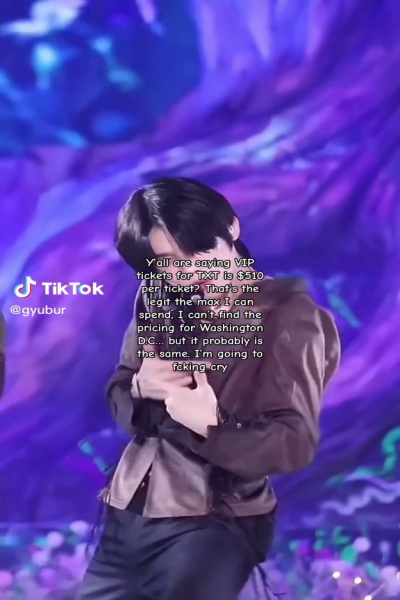 Y'all are saying VIP
tickets for TXT is $510
per ticket? That's the
legit the max I can
spend, I can't find the
pricing for Washington
D.C... but it probably is
the same. I'm going to
fcking cry
TikTok
@gyubur